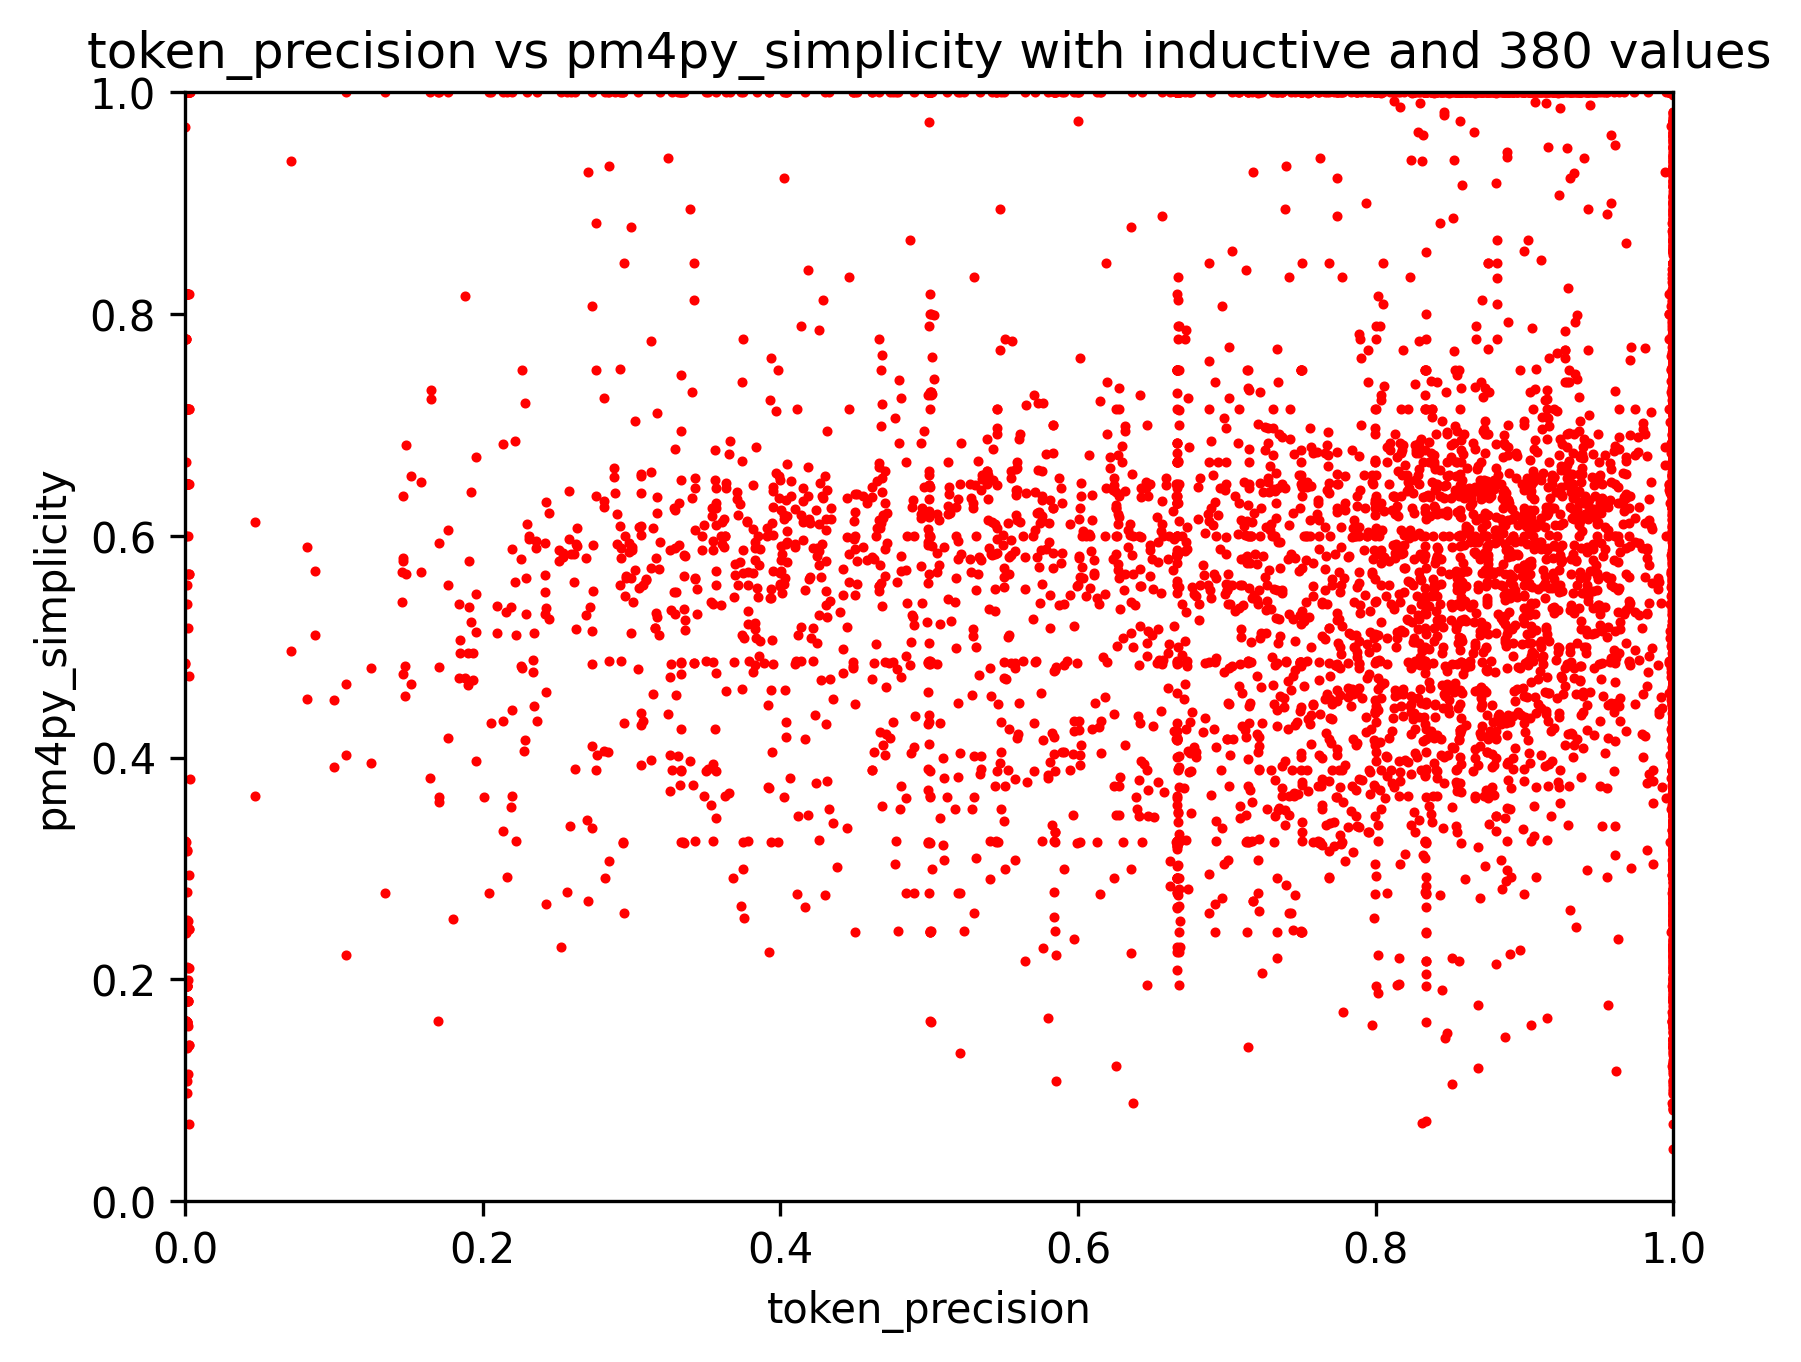 token_precision vs pm4py_simplicity with inductive and 380 values
1.0
0.8
0.6
0.4
0.2
0.0
pm4py_simplicity
0.0 0.2 0.4 0.6 0.8 1.0
token_precision